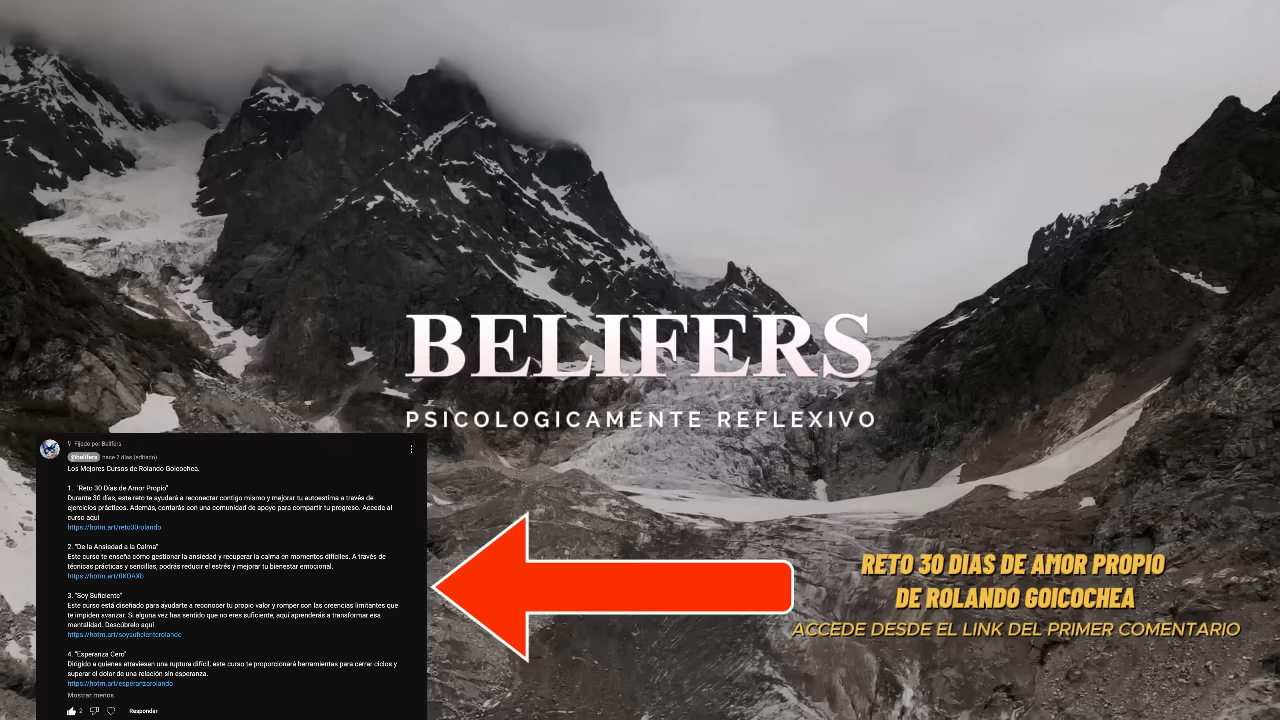 BELIFERS
PSICOLOGICAMENTE REFLEXIVO
Fijado por Belifers
@belifers hace 2 días (editado)
Los Mejores Cursos de Rolando Goicochea.
1. "Reto 30 Días de Amor Propio"
Durante 30 días, este reto te ayudará a reconectar contigo mismo y mejorar tu autoestima a través de
ejercicios prácticos. Además, contarás con una comunidad de apoyo para compartir tu progreso. Accede al
curso aquí
https://hotm.art/reto30rolando
2. "De la Ansiedad a la Calma"
Este curso te enseña cómo gestionar la ansiedad y recuperar la calma en momentos difíciles. A través de
técnicas prácticas y sencillas, podrás reducir el estrés y mejorar tu bienestar emocional.
https://hotm.art/0KOAXb
3. "Soy Suficiente"
Este curso está diseñado para ayudarte a reconocer tu propio valor y romper con las creencias limitantes que
te impiden avanzar. Si alguna vez has sentido que no eres suficiente, aquí aprenderás a transformar esa
mentalidad. Descúbrelo aquí
https://hotm.art/soysuficienterolando
4. "Esperanza Cero"
Dirigido a quienes atraviesan una ruptura difícil, este curso te proporcionará herramientas para cerrar ciclos y
superar el dolor de una relación sin esperanza.
https://hotm.art/esperanzarolando
Mostrar menos
2 Responder
RETO 30 DIAS DE AMOR PROPIO
DE ROLANDO GOICOCHEA
ACCEDE DESDE EL LINK DEL PRIMER COMENTARIO